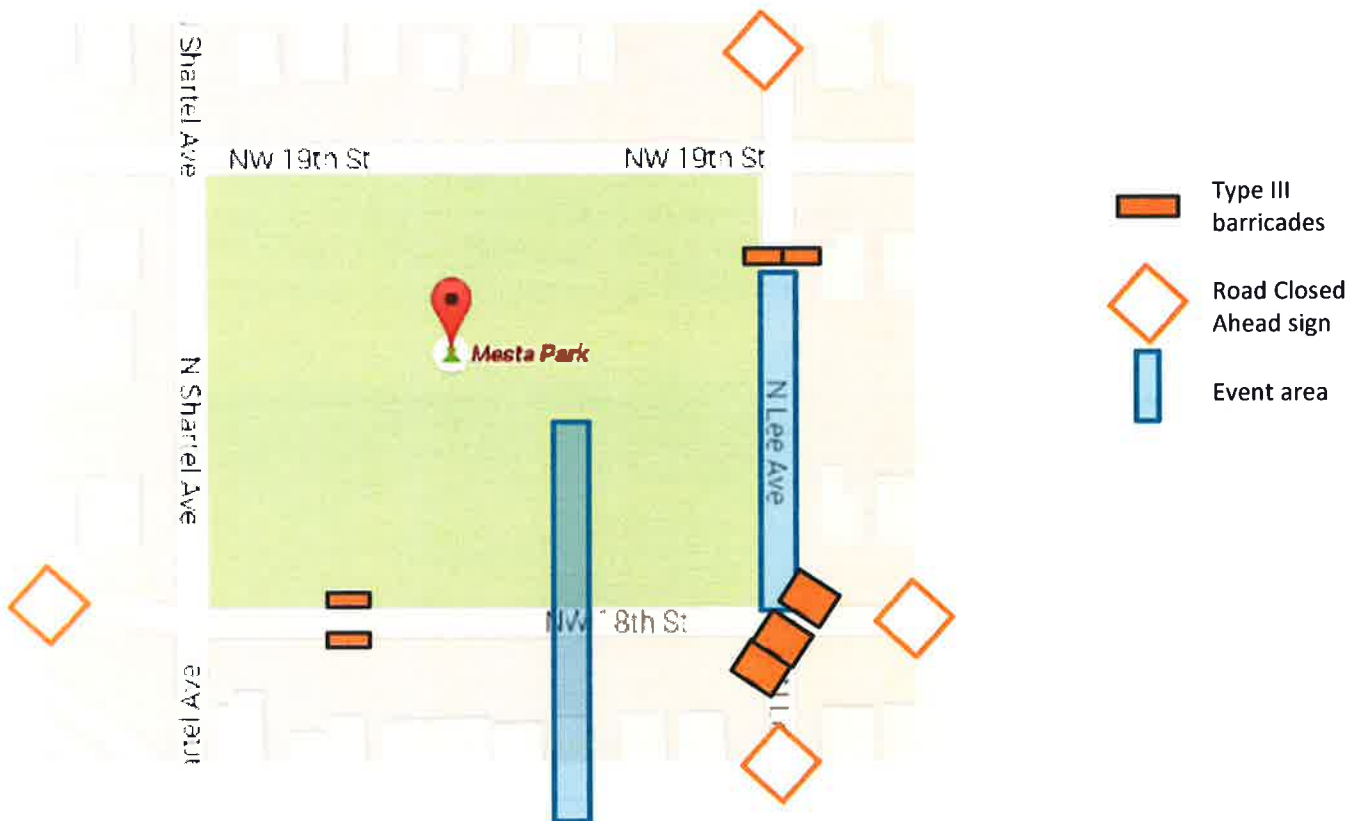 Shartel Ave
NW 19th St
NW 19th St
Type III
barricades
Road Closed
Ahead sign
Mesta Park
Event area
N Shartel Ave
N Lee Ave
NW 18th St